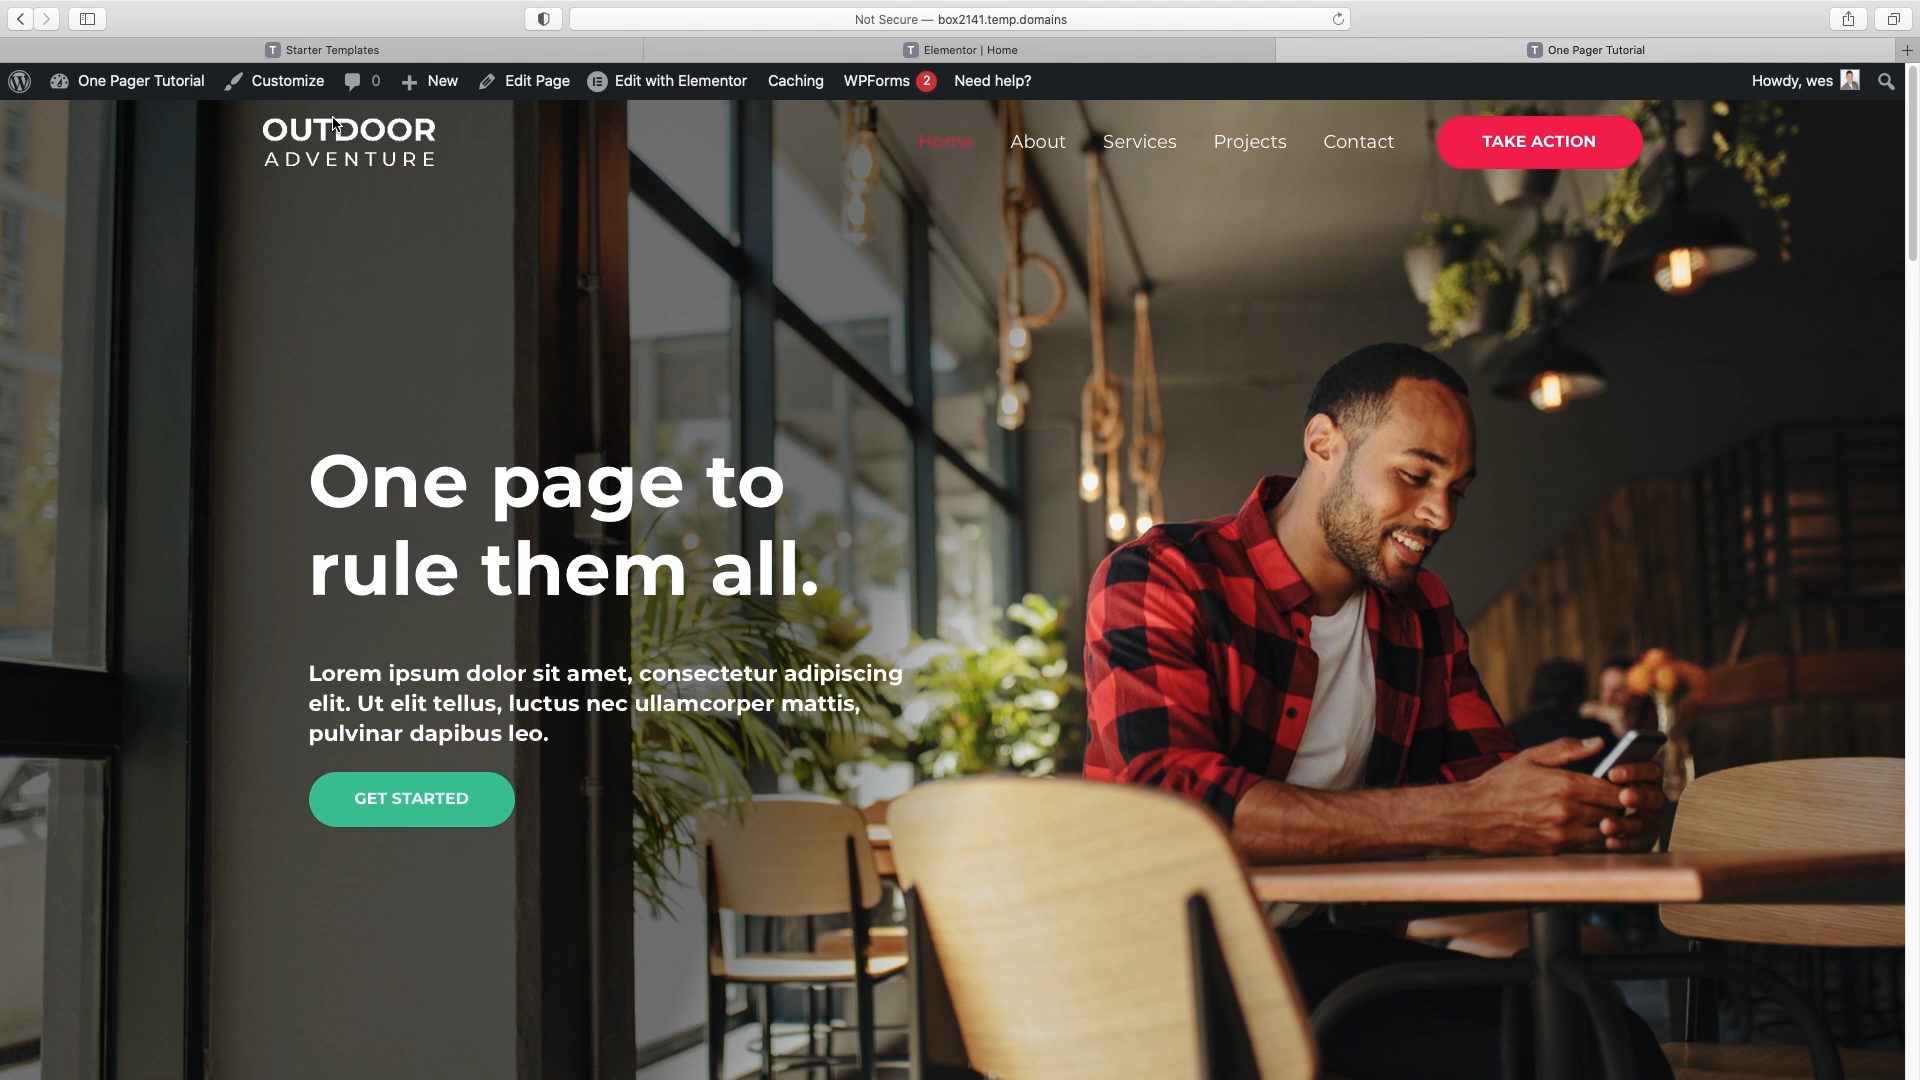 Not Secure — box2141.temp.domains
T Starter Templates
T Elementor | Home
T One Pager Tutorial
One Pager Tutorial
Customize
0
New
Edit Page
Edit with Elementor
Caching
WPForms 2
Need help?
Howdy, wes
OUTDOOR
ADVENTURE
Home
About
Services
Projects
Contact
TAKE ACTION
One page to
rule them all.
Lorem ipsum dolor sit amet, consectetur adipiscing
elit. Ut elit tellus, luctus nec ullamcorper mattis,
pulvinar dapibus leo.
GET STARTED